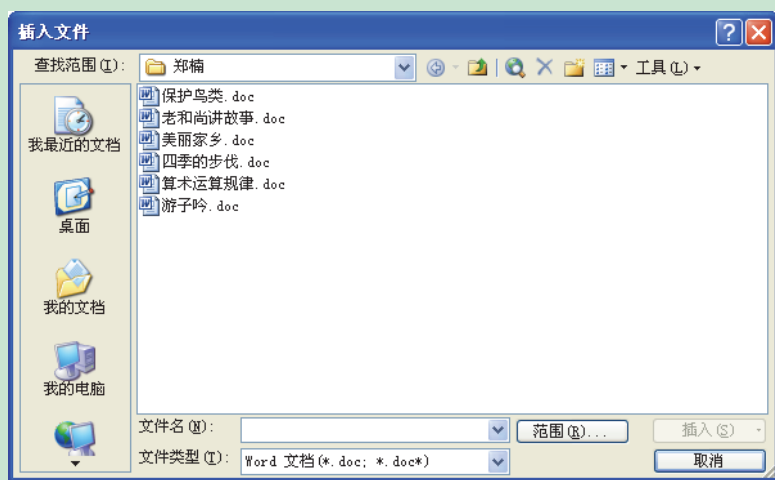 插入文件
查找范围(I): 郑楠 工具(L)
保护鸟类.doc
老和尚讲故事.doc
美丽家乡.doc
四季的步伐.doc
算术运算规律.doc
游子吟.doc
我最近的文档
桌面
我的文档
我的电脑
文件名(N): 范围(R)... 插入(S)
文件类型(T): Word 文档(*.doc; *.doc*) 取消